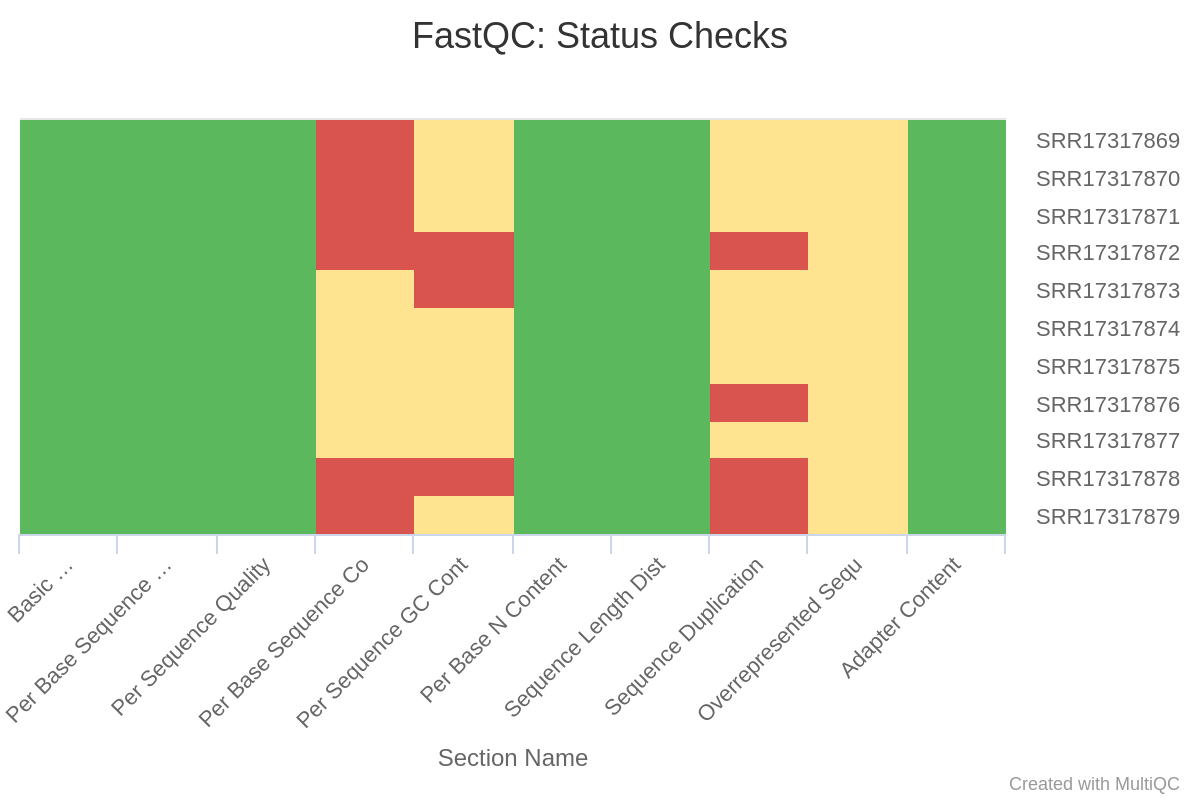 FastQC: Status Checks
SRR17317869
SRR17317870
SRR17317871
SRR17317872
SRR17317873
SRR17317874
SRR17317875
SRR17317876
SRR17317877
SRR17317878
SRR17317879
Basic …
Per Base Sequence …
Per Sequence Quality
Per Base Sequence Co
Per Sequence GC Cont
Per Base N Content
Sequence Length Dist
Sequence Duplication
Overrepresented Sequ
Adapter Content
Section Name
Created with MultiQC